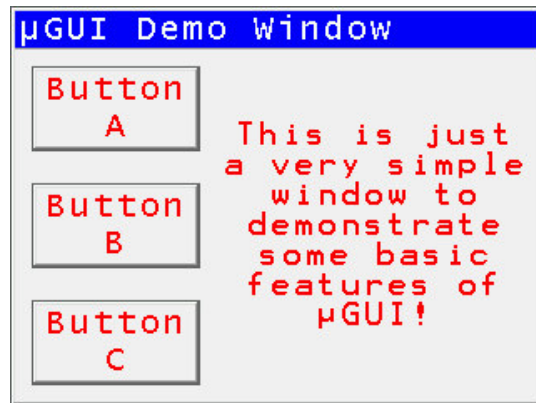 µGUI Demo Window
Button
A
Button
B
Button
C
This is just
a very simple
window to
demonstrate
some basic
features of
µGUI!